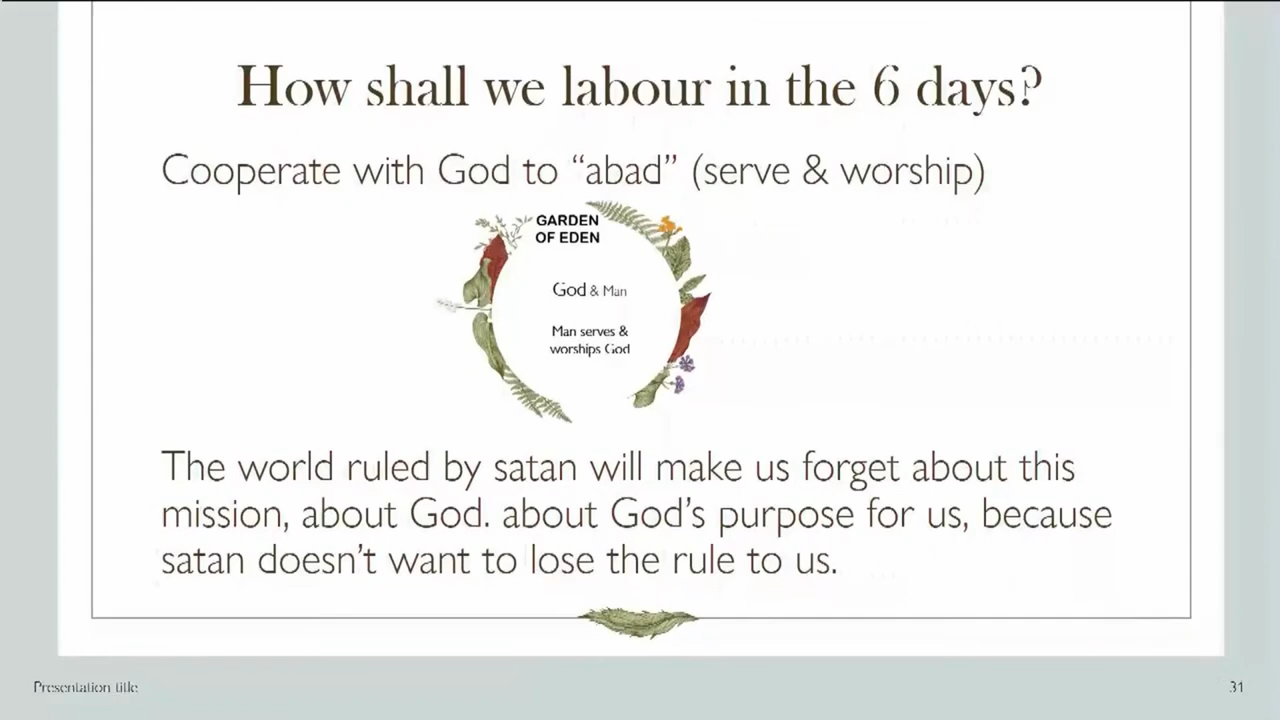 How shall we labour in the 6 days?
Cooperate with God to “abad” (serve & worship)
GARDEN
OF EDEN
God & Man
Man serves &
worships God
The world ruled by satan will make us forget about this
mission, about God. about God’s purpose for us, because
satan doesn’t want to lose the rule to us.
Presentation title
31